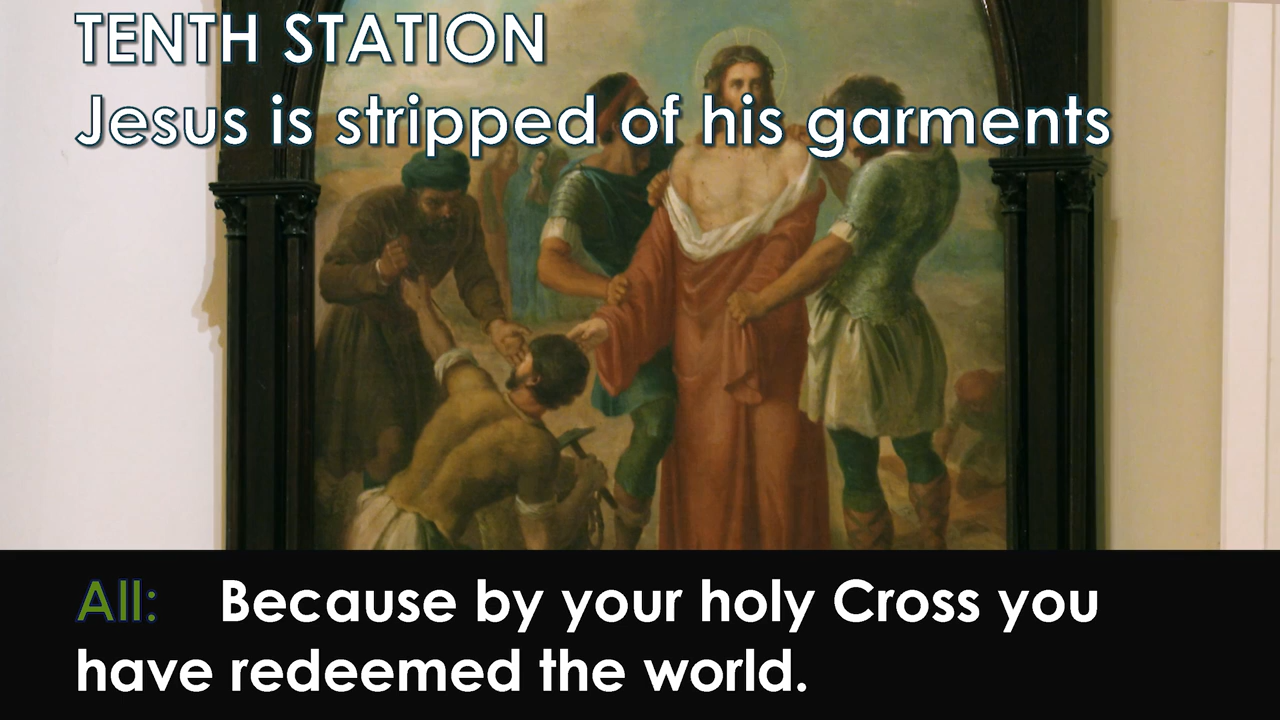 TENTH STATION
Jesus is stripped of his garments
All: Because by your holy Cross you
have redeemed the world.